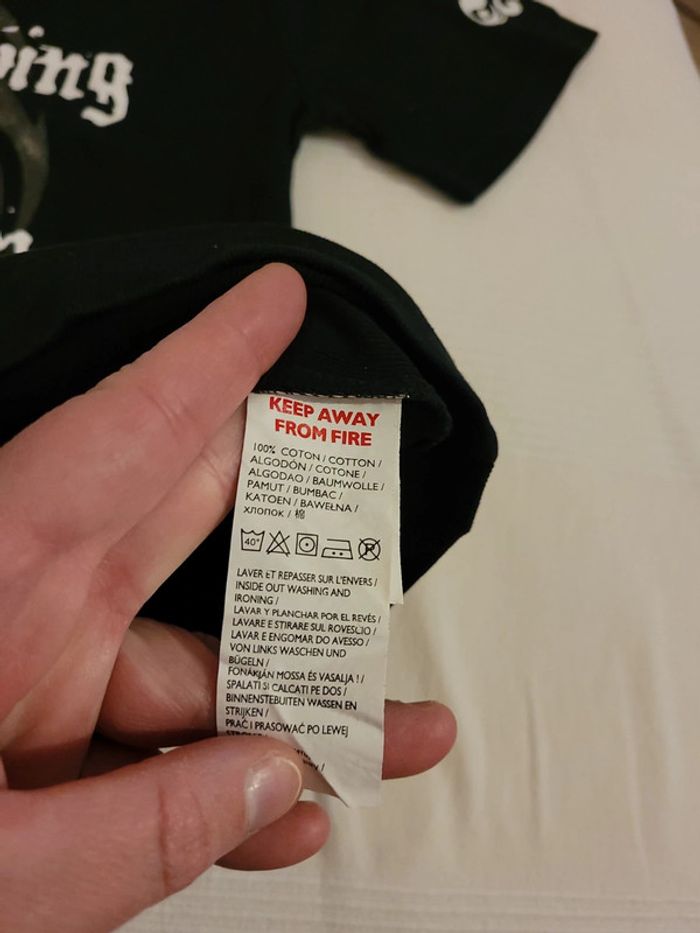 ing
KEEP AWAY
FROM FIRE
100% COTON / COTTON /
ALGODÓN / COTONE /
ALGODAO / BAUMWOLLE /
PAMUT / BUMBAC /
KATOEN / BAWEŁNA /
ХЛОПОК / 棉
40°
P
LAVER ET REPASSER SUR L'ENVERS /
INSIDE OUT WASHING AND
IRONING /
LAVAR Y PLANCHAR POR EL REVÉS /
LAVARE E STIRARE SUL ROVESCIO /
LAVAR E ENGOMAR DO AVESSO /
VON LINKS WASCHEN UND
BÜGELN /
FONÁKJÁN MOSSA ÉS VASALJA ! /
SPALATI SI CALCATI PE DOS /
BINNENSTEBUITEN WASSEN EN
STRIJKEN /
PRAĆ I PRASOWAĆ PO LEWEJ